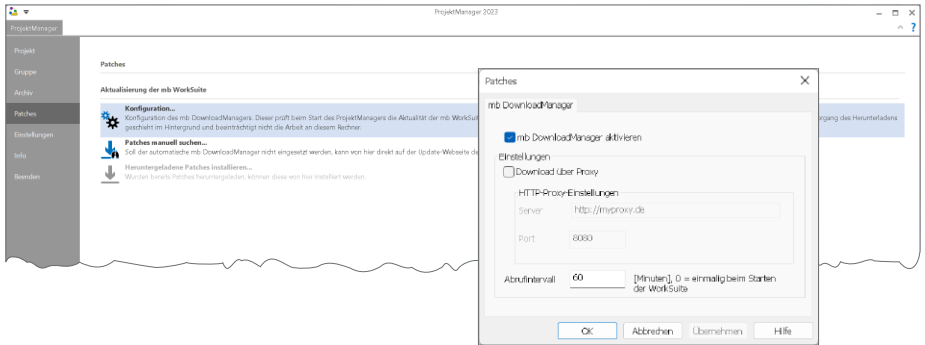 ProjektManager 2023
ProjektManager
Projekt
Gruppe
Archiv
Patches
Einstellungen
Info
Beenden
Patches
Aktualisierung der mb WorkSuite
Konfiguration...
Konfiguration des mb DownloadManagers. Dieser prüft beim Start des ProjektManagers die Aktualität der mb WorkSuit
organg des Herunterladens
geschieht im Hintergrund und beeinträchtigt nicht die Arbeit an diesem Rechner.
Patches manuell suchen...
Soll der automatische mb DownloadManager nicht eingesetzt werden, kann von hier direkt auf der Update-Webseite de
Heruntergeladene Patches installieren...
Wurden bereits Patches heruntergeladen, können diese von hier installiert werden.
Patches
mb DownloadManager
mb DownloadManager aktivieren
Einstellungen
Download über Proxy
HTTP-Proxy-Einstellungen
Server http://myproxy.de
Port 8080
Abrufintervall 60 [Minuten], 0 = einmalig beim Starten
der WorkSuite
OK Abbrechen Übernehmen Hilfe